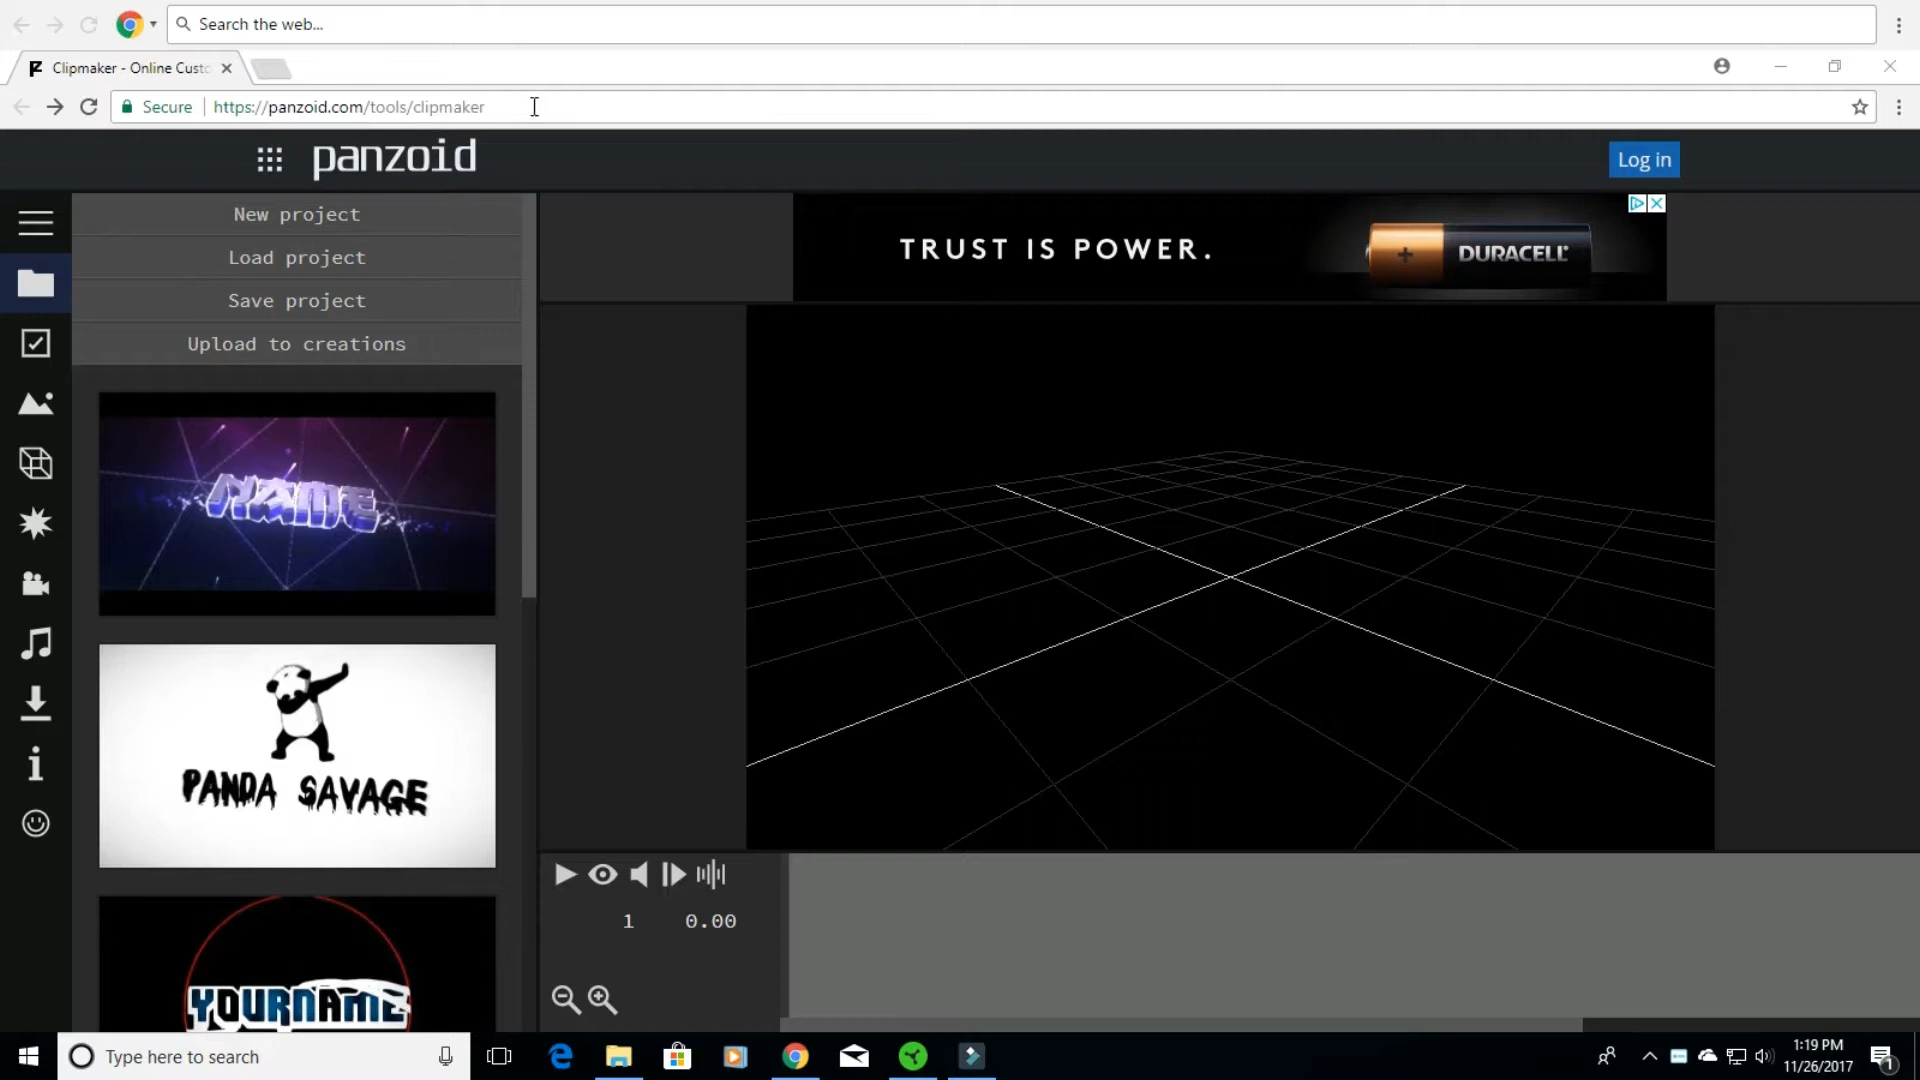 Search the web...
Clipmaker - Online Custo
Secure
https://panzoid.com/tools/clipmaker
panzoid
Log in
New project
Load project
Save project
Upload to creations
TRUST IS POWER.
+
DURACELL
NAME
PANDA SAVAGE
YOURNAME
1 0.00
Type here to search
1:19 PM
11/26/2017
1